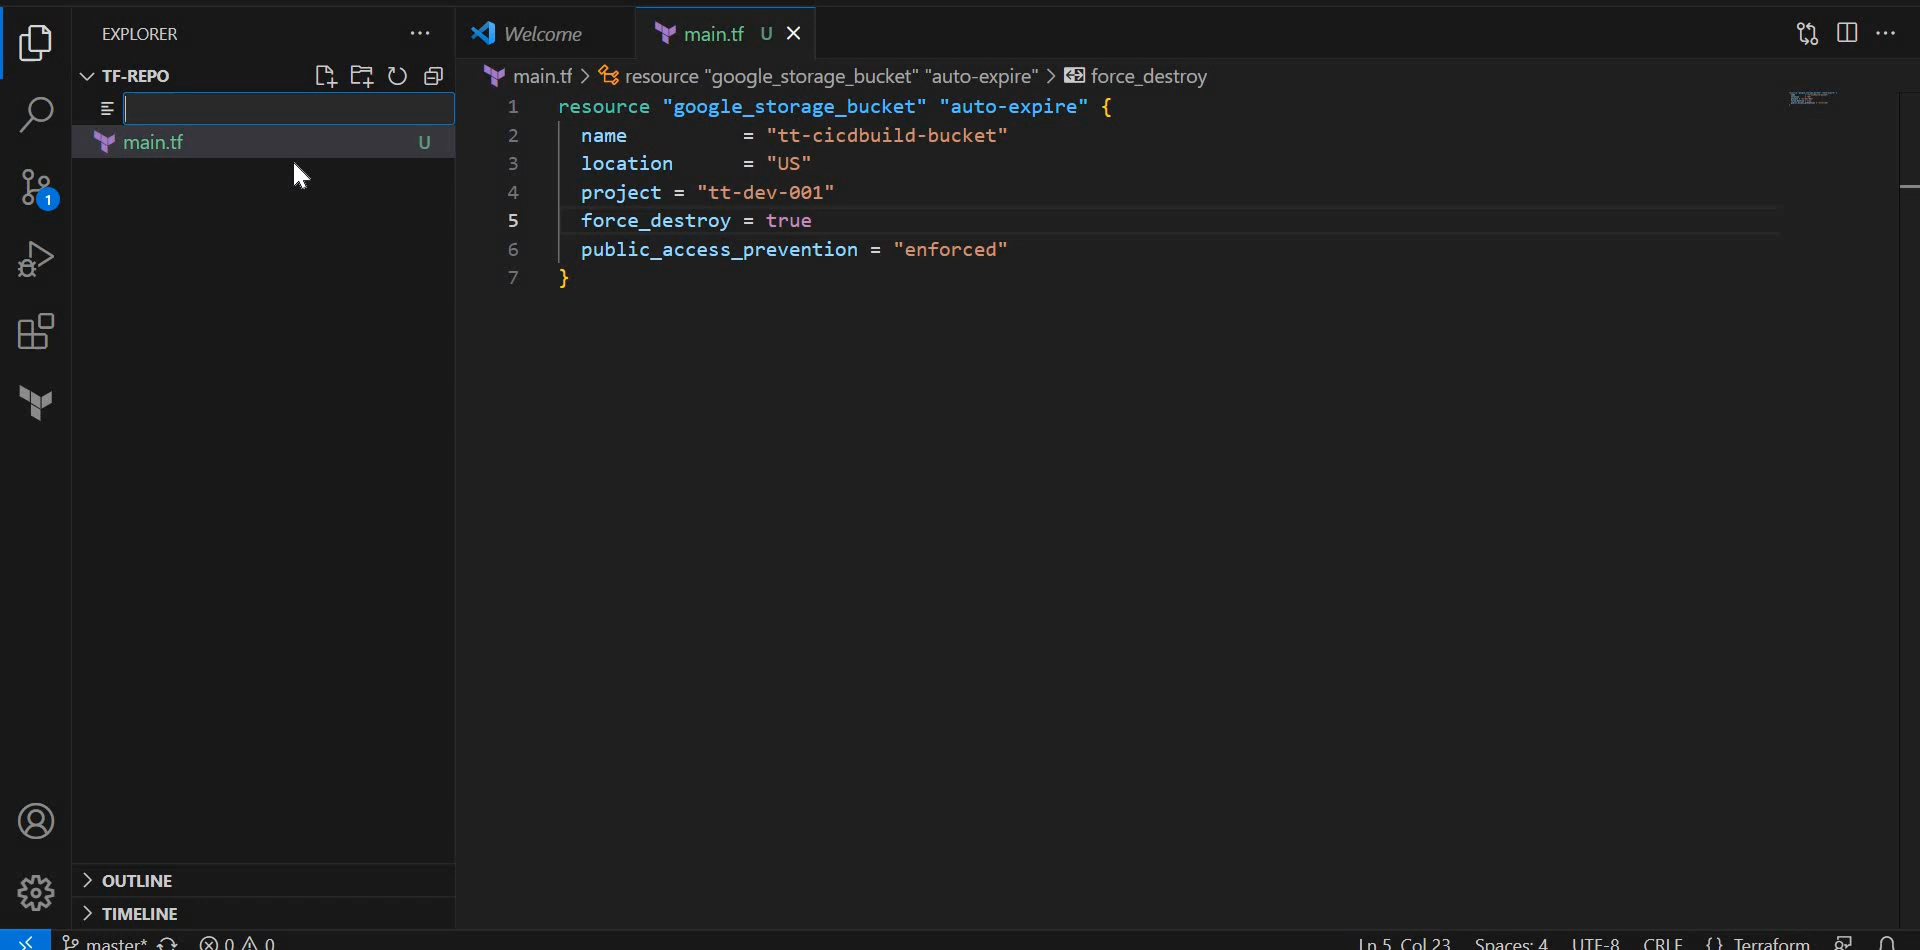 EXPLORER
Welcome
main.tf U
TF-REPO
main.tf > resource "google_storage_bucket" "auto-expire" > force_destroy
main.tf U
1 resource "google_storage_bucket" "auto-expire" {
2 name = "tt-cicdbuild-bucket"
3 location = "US"
4 project = "tt-dev-001"
5 force_destroy = true
6 public_access_prevention = "enforced"
7 }
1
OUTLINE
TIMELINE
master* 0 0 Ln 5, Col 23 Spaces: 4 UTF-8 CRLF {} Terraform